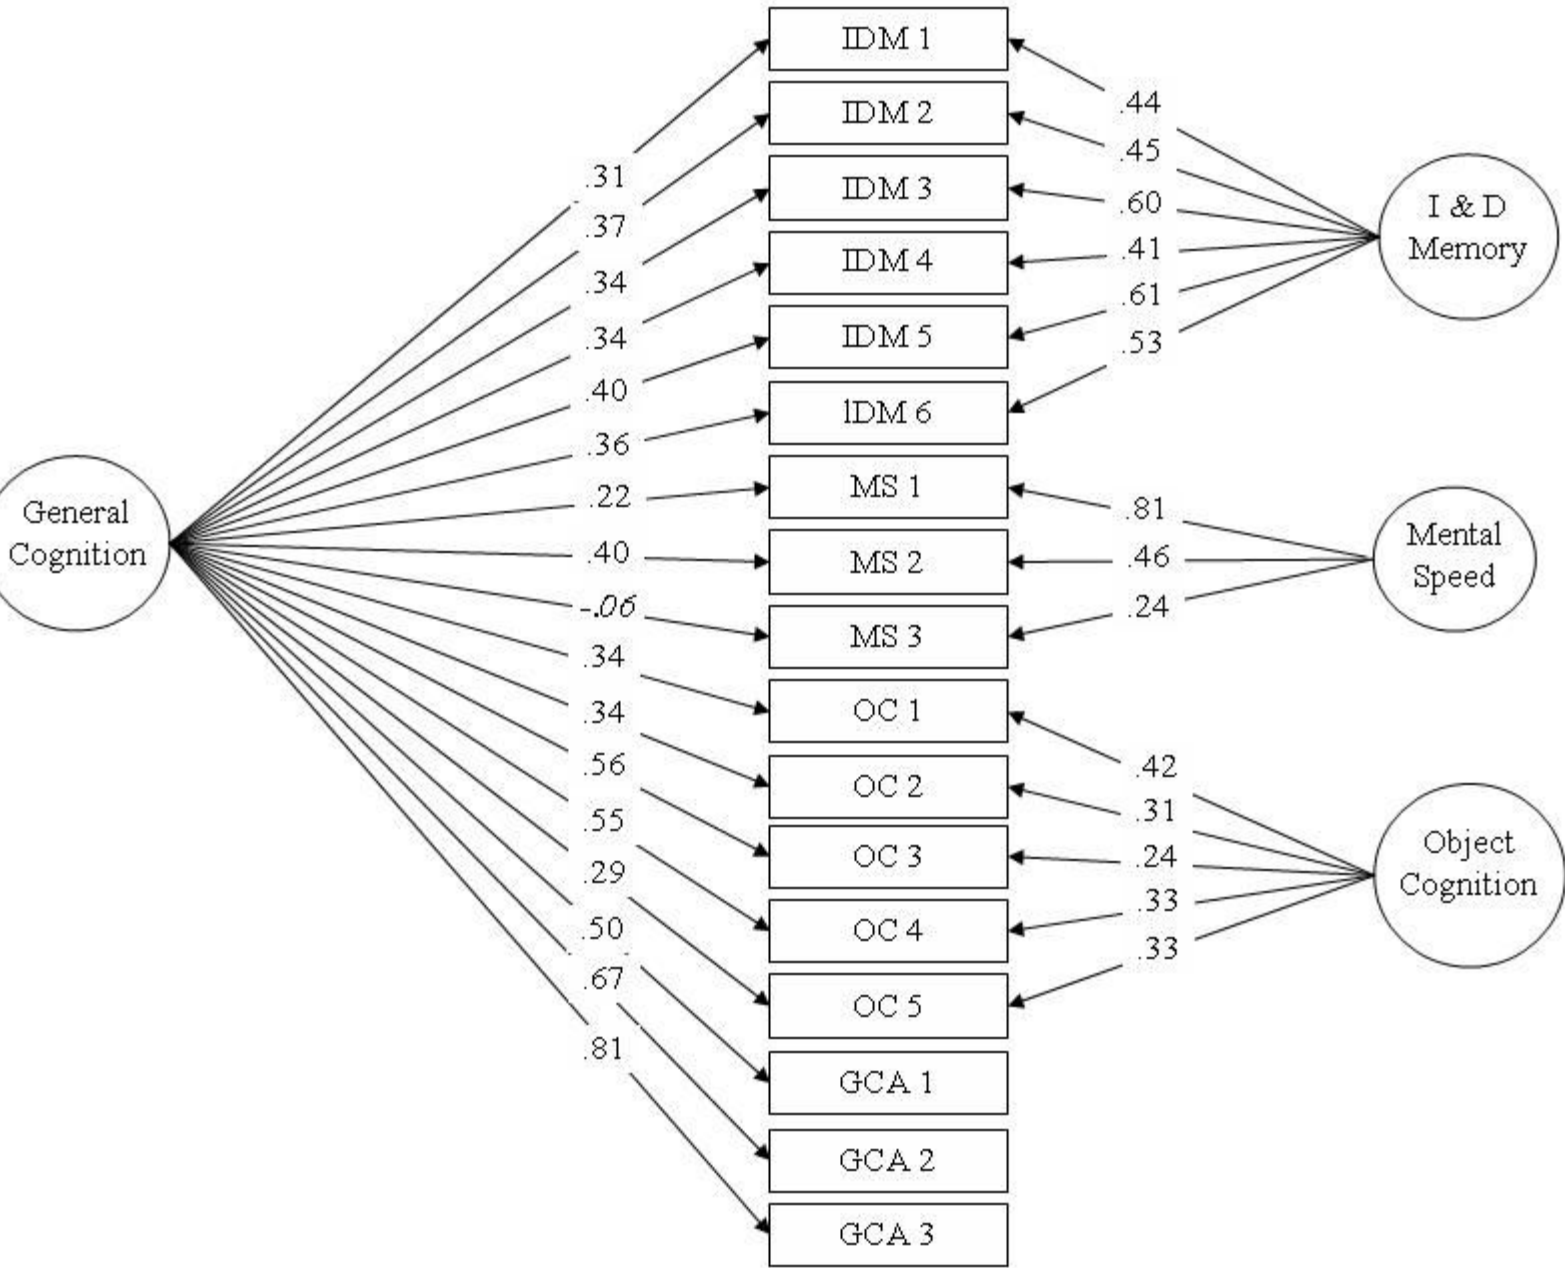 General
Cognition
.31
.37
.34
.34
.40
.36
.22
.40
-.06
.34
.34
.56
.55
.29
.50
.67
.81
IDM 1
IDM 2
IDM 3
IDM 4
IDM 5
IDM 6
MS 1
MS 2
MS 3
OC 1
OC 2
OC 3
OC 4
OC 5
GCA 1
GCA 2
GCA 3
.44
.45
.60
.41
.61
.53
.81
.46
.24
.42
.31
.24
.33
.33
I & D
Memory
Mental
Speed
Object
Cognition